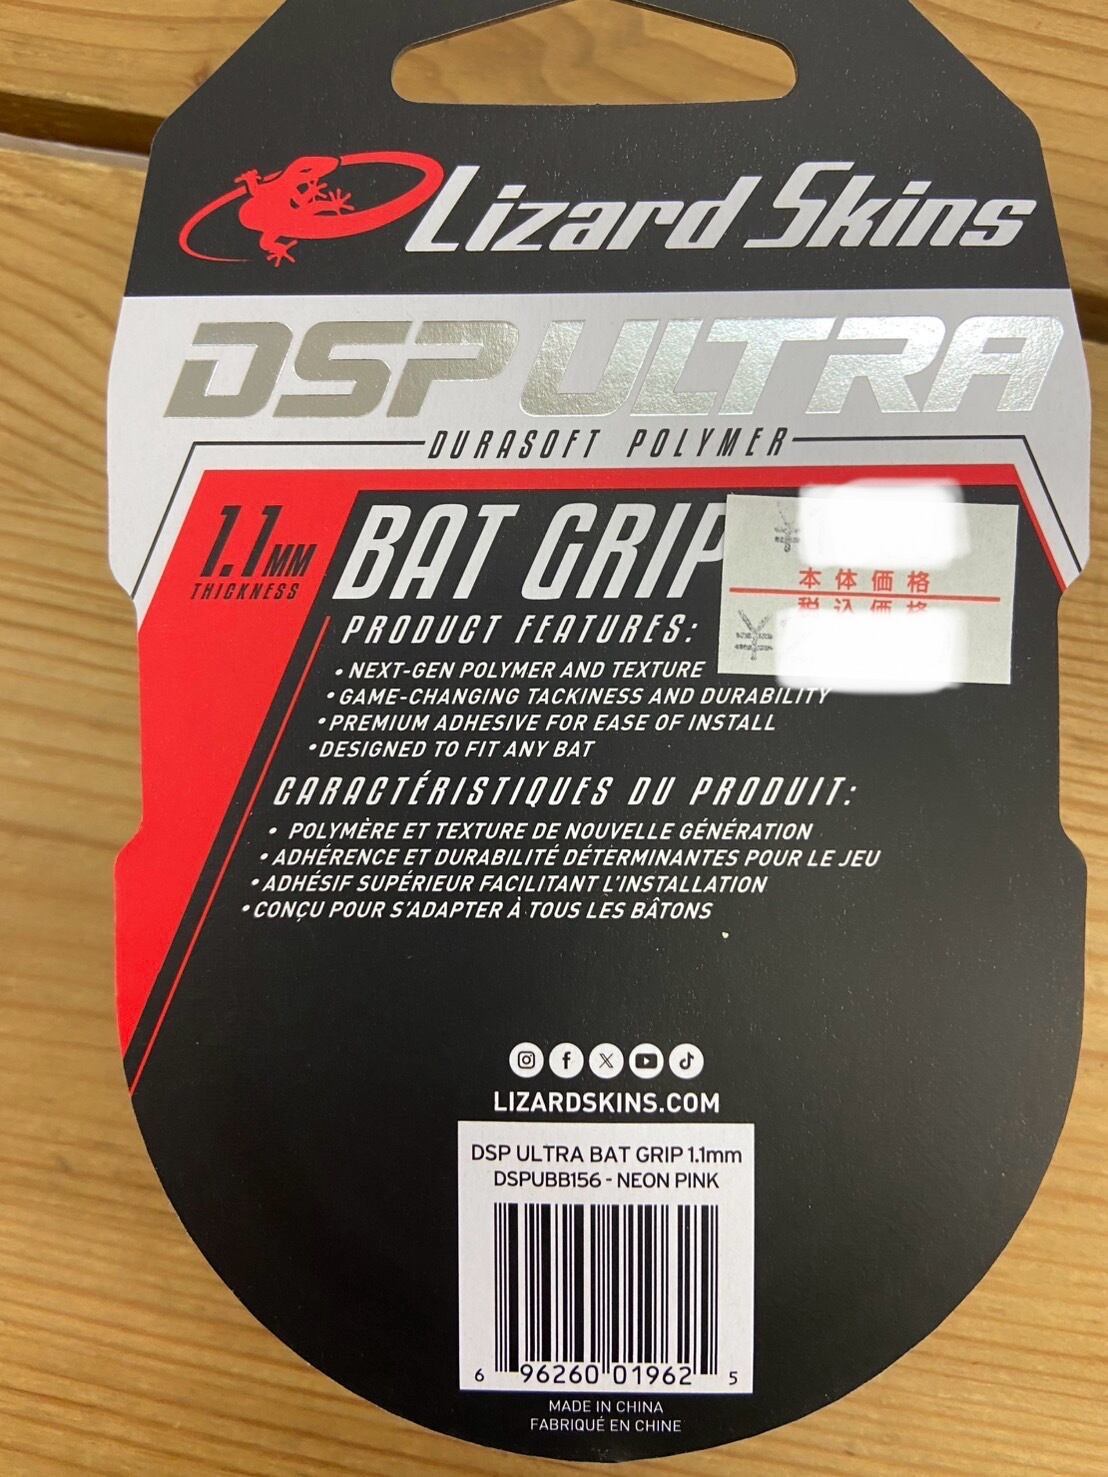 Lizard Skins
DSP ULTRA
DURASOFT POLYMER
1.1MM
THICKNESS
BAT GRIP
¥
本体価格
税込価格
¥
PRODUCT FEATURES:
• NEXT-GEN POLYMER AND TEXTURE
• GAME-CHANGING TACKINESS AND DURABILITY
• PREMIUM ADHESIVE FOR EASE OF INSTALL
• DESIGNED TO FIT ANY BAT
CARACTÉRISTIQUES DU PRODUIT:
• POLYMÈRE ET TEXTURE DE NOUVELLE GÉNÉRATION
• ADHÉRENCE ET DURABILITÉ DÉTERMINANTES POUR LE JEU
• ADHÉSIF SUPÉRIEUR FACILITANT L'INSTALLATION
• CONÇU POUR S'ADAPTER À TOUS LES BÂTONS
LIZARDSKINS.COM
DSP ULTRA BAT GRIP 1.1mm
DSPUBB156 - NEON PINK
6 96260 01962 5
MADE IN CHINA
FABRIQUÉ EN CHINE